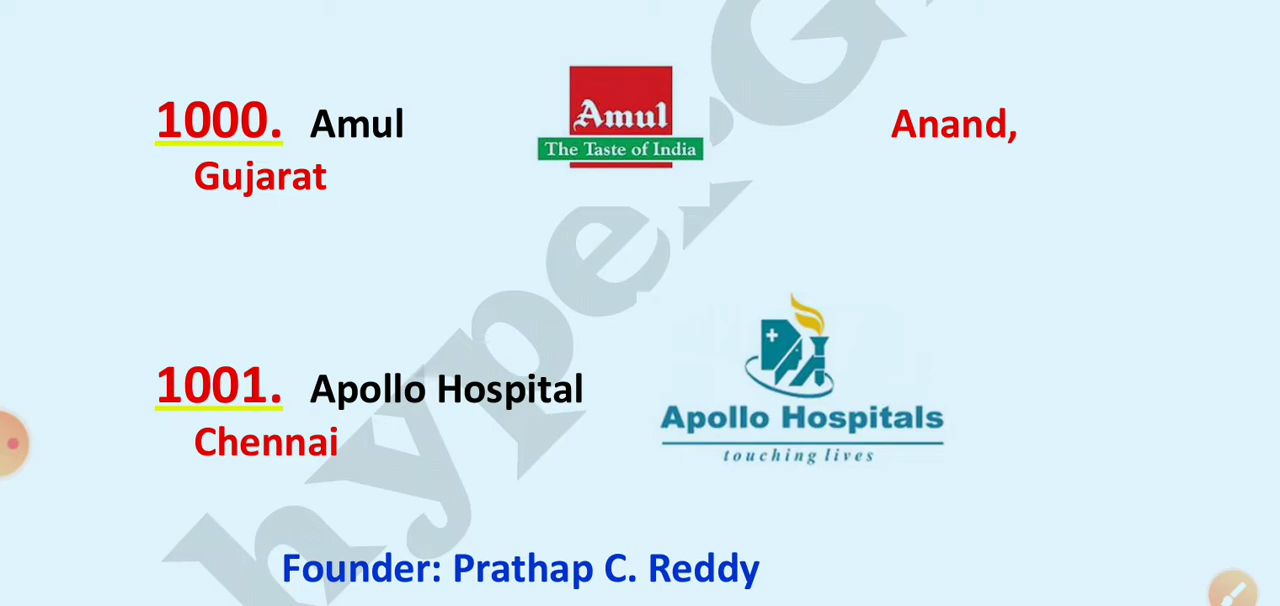 1000. Amul Amul Anand,
The Taste of India
Gujarat
1001. Apollo Hospital
Apollo Hospitals
Chennai
touching lives
Founder: Prathap C. Reddy
hype.G